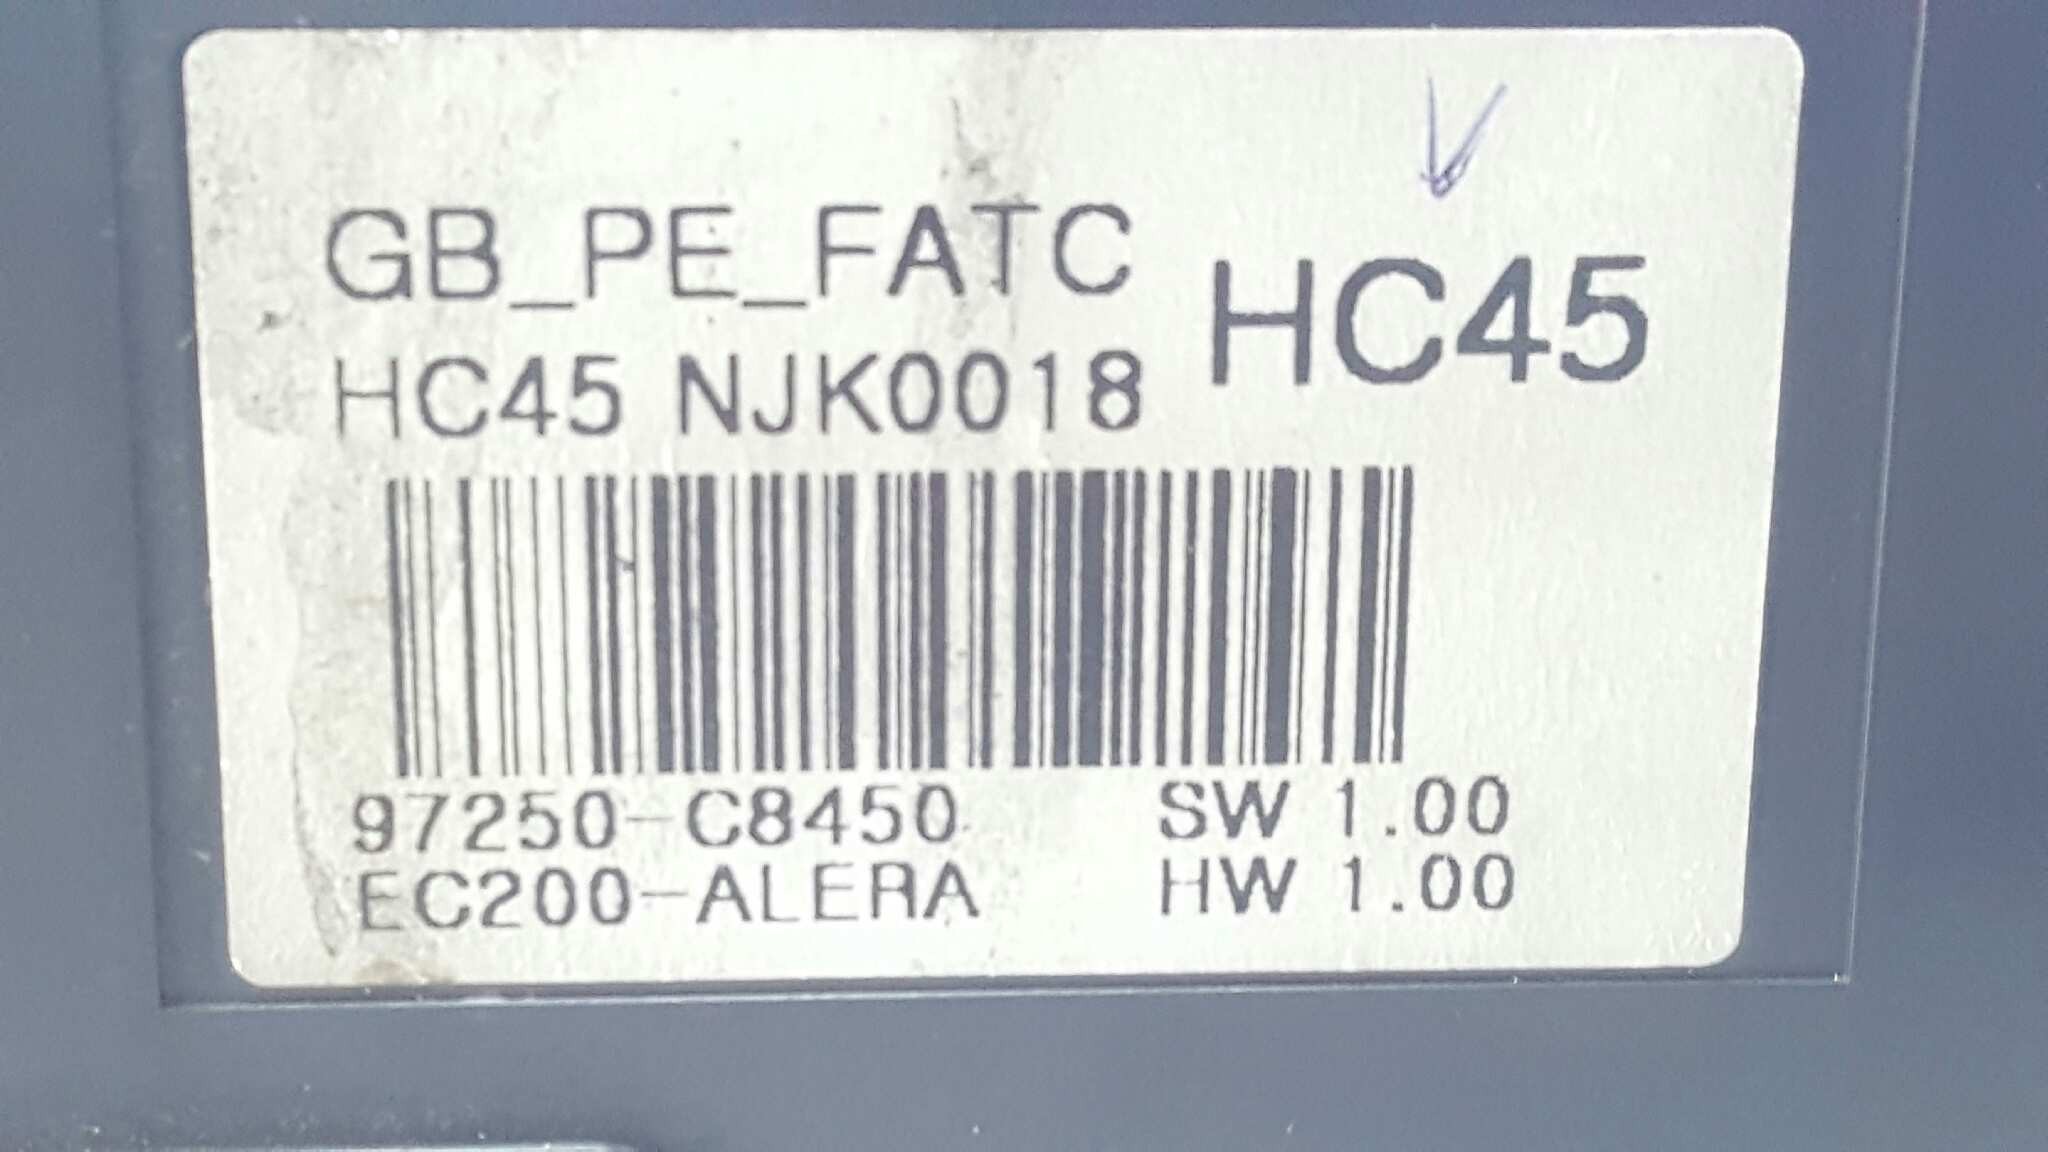 GB_PE_FATC
HC45
HC45 NJK0018
97250-C8450 SW 1.00
EC200-ALERA HW 1.00